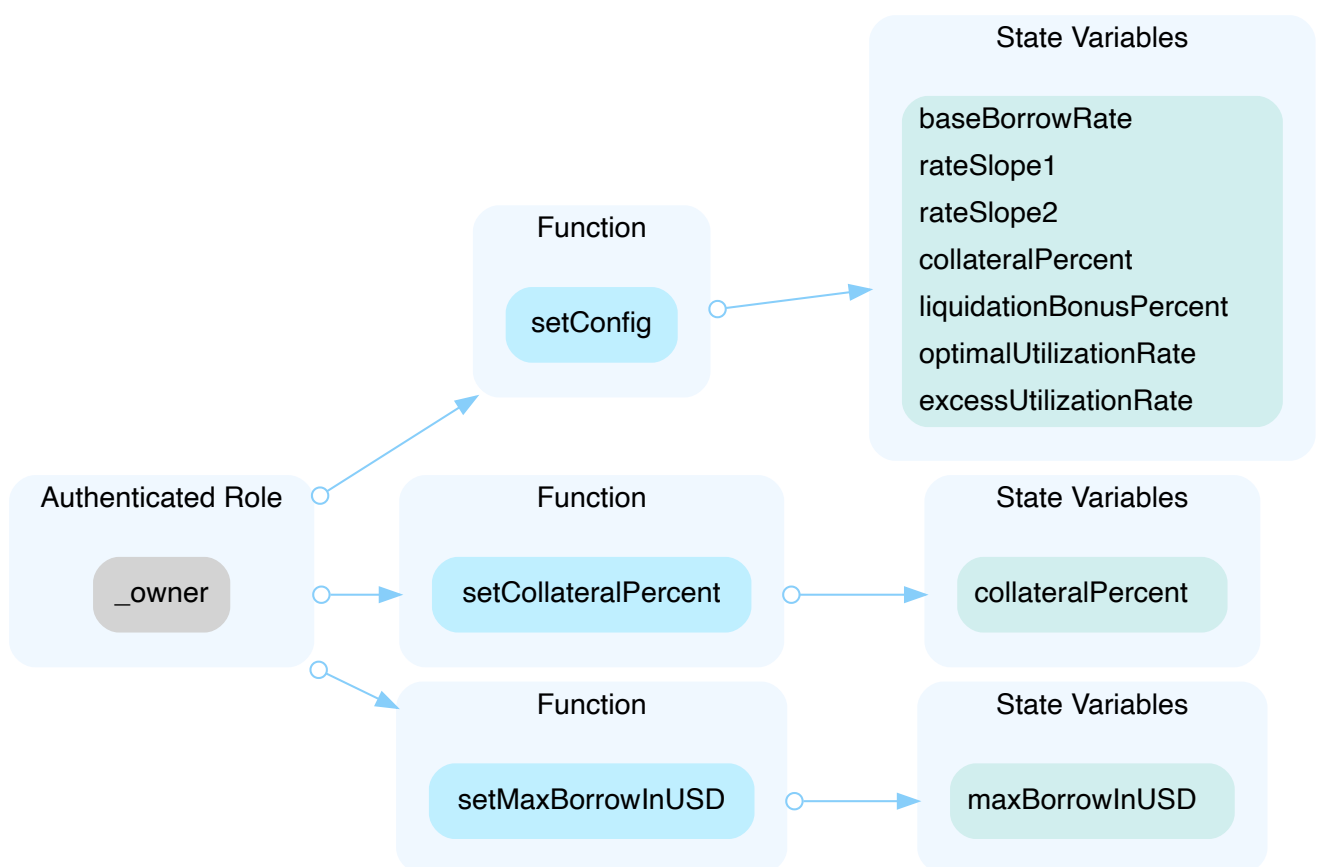 State Variables
baseBorrowRate
rateSlope1
rateSlope2
collateralPercent
liquidationBonusPercent
optimalUtilizationRate
excessUtilizationRate
Function
setConfig
Authenticated Role
_owner
Function
setCollateralPercent
State Variables
collateralPercent
Function
setMaxBorrowInUSD
State Variables
maxBorrowInUSD